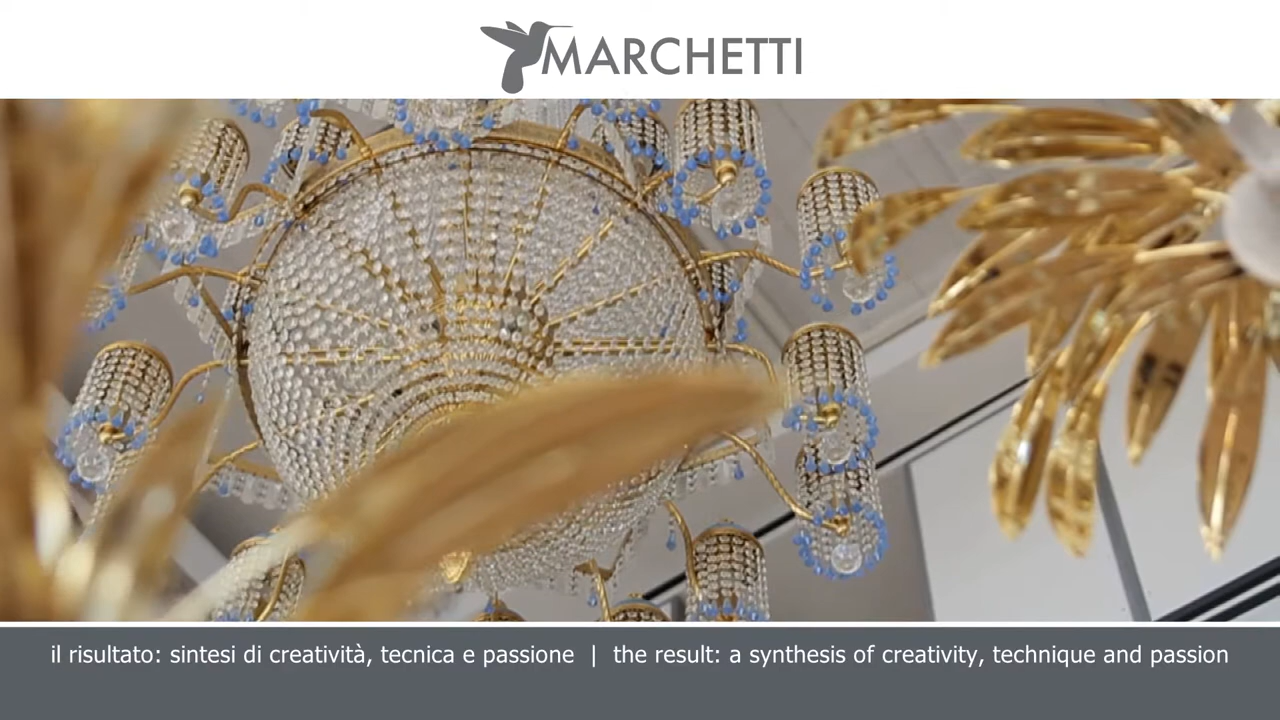 MARCHETTI
il risultato: sintesi di creatività, tecnica e passione | the result: a synthesis of creativity, technique and passion